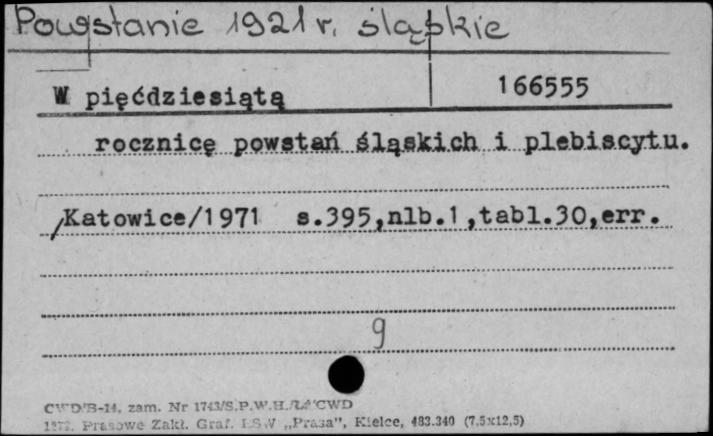 Powstanie 1921 r. śląskie
W pięćdziesiątą 166555
rocznicę powstań śląskich i plebiscytu.
/Katowice/1971 s.395,nlb.1,tabl.30,err.
9
CWD/B-14, zam. Nr 1743/S.P.W.H. CWD
Prasowe Zakł. Graf. RSW „Prasa", Kielce, 483.340 (7,5x12,5)